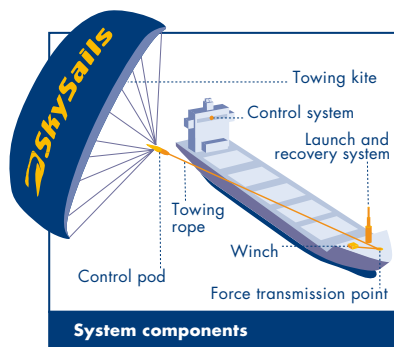 SkySails
Towing kite
Control system
Launch and
recovery system
Towing
rope
Winch
Control pod
Force transmission point
System components